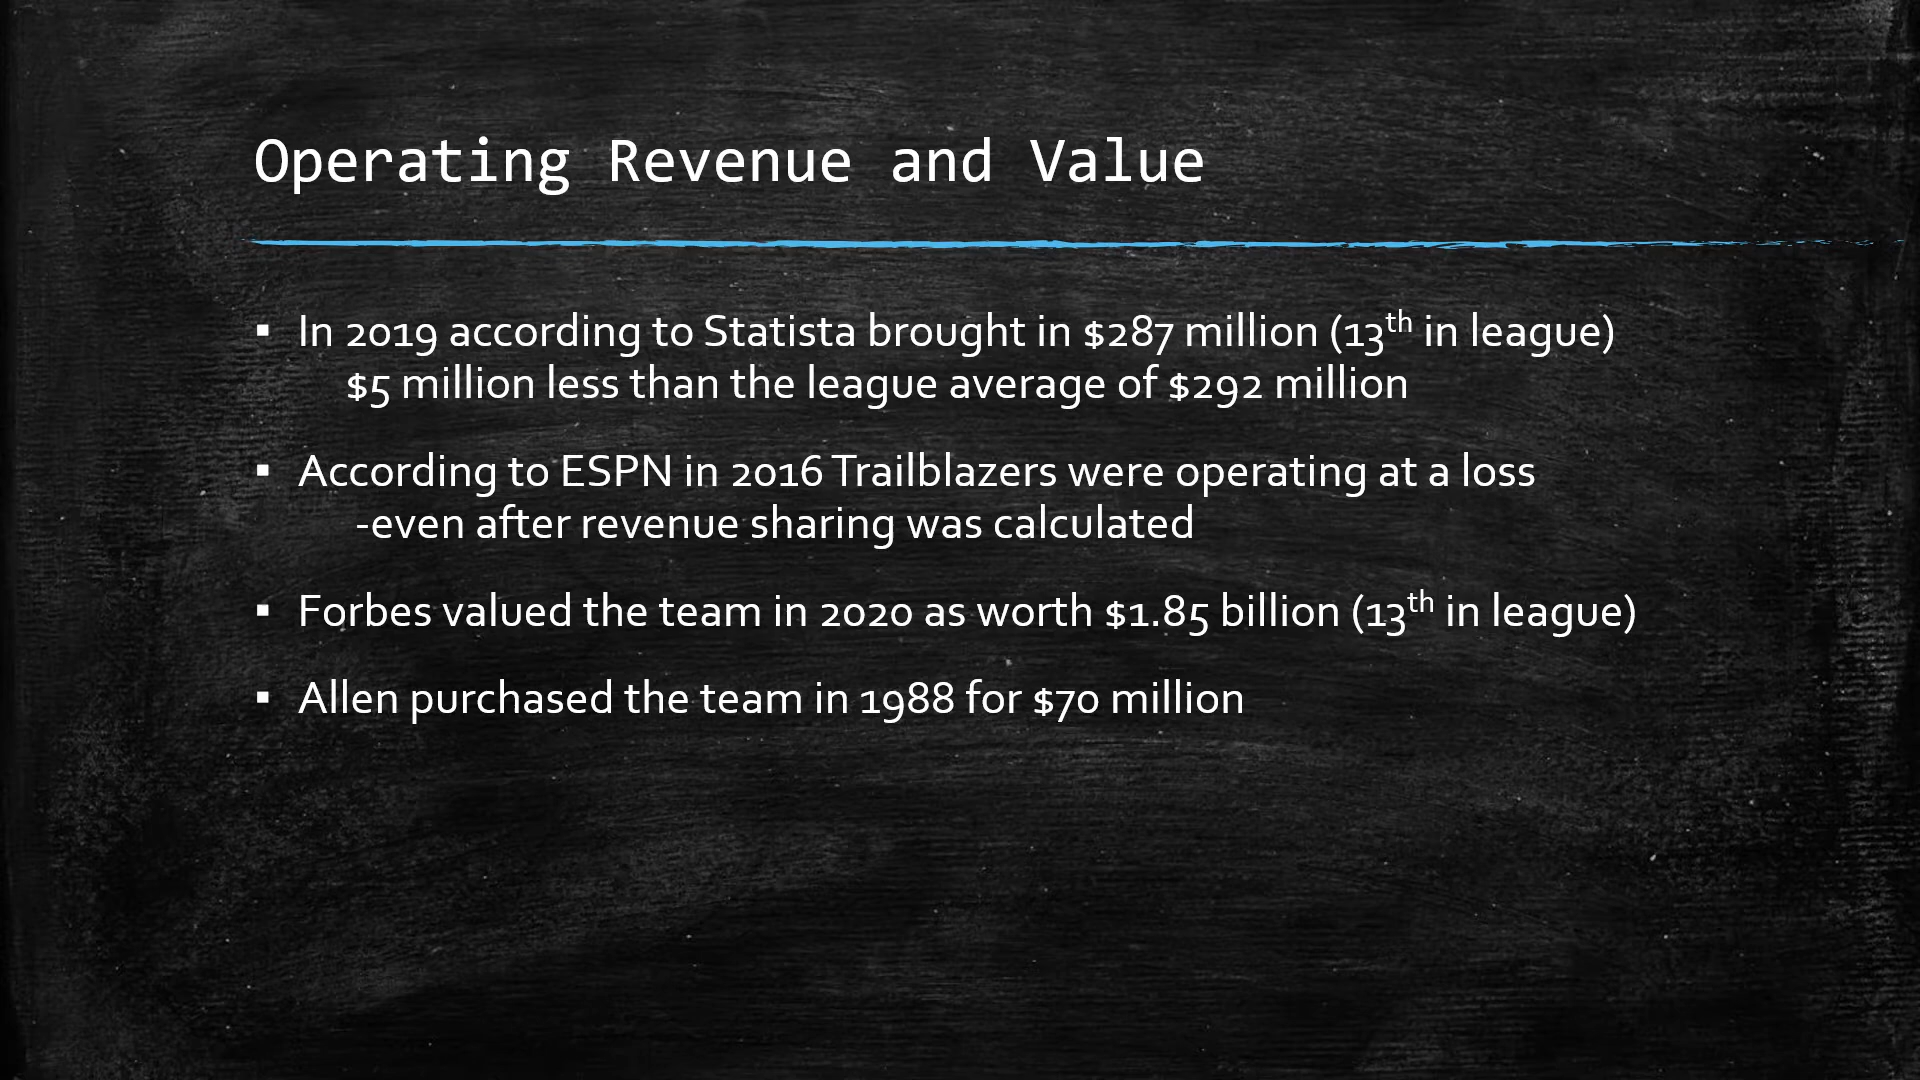 Operating Revenue and Value
▪ In 2019 according to Statista brought in $287 million (13th in league)
$5 million less than the league average of $292 million
▪ According to ESPN in 2016 Trailblazers were operating at a loss
-even after revenue sharing was calculated
▪ Forbes valued the team in 2020 as worth $1.85 billion (13th in league)
▪ Allen purchased the team in 1988 for $70 million